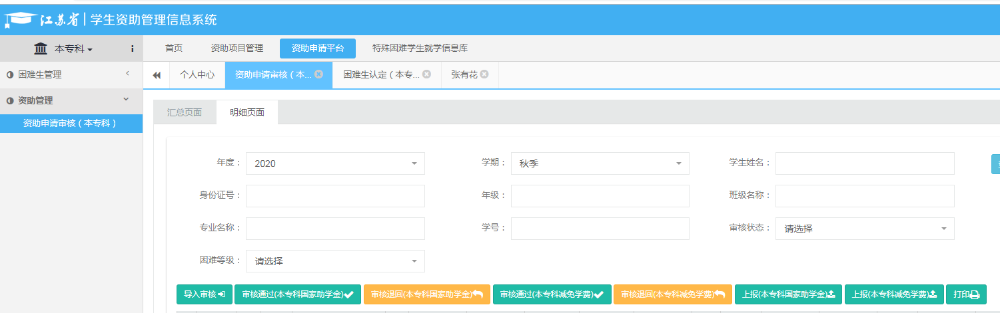 江苏省 | 学生资助管理信息系统
本专科 首页 资助项目管理 资助申请平台 特殊困难学生就学信息库
困难生管理 个人中心 资助申请审核（本... 困难生认定（本专... 张有花
资助管理
汇总页面 明细页面
资助申请审核（本专科）
年度： 2020 学期： 秋季 学生姓名：
身份证号： 年级： 班级名称：
专业名称： 学号： 审核状态： 请选择
困难等级： 请选择
导入审核 审核通过(本专科国家助学金) 审核退回(本专科国家助学金) 审核通过(本专科减免学费) 审核退回(本专科减免学费) 上报(本专科国家助学金) 上报(本专科减免学费) 打印